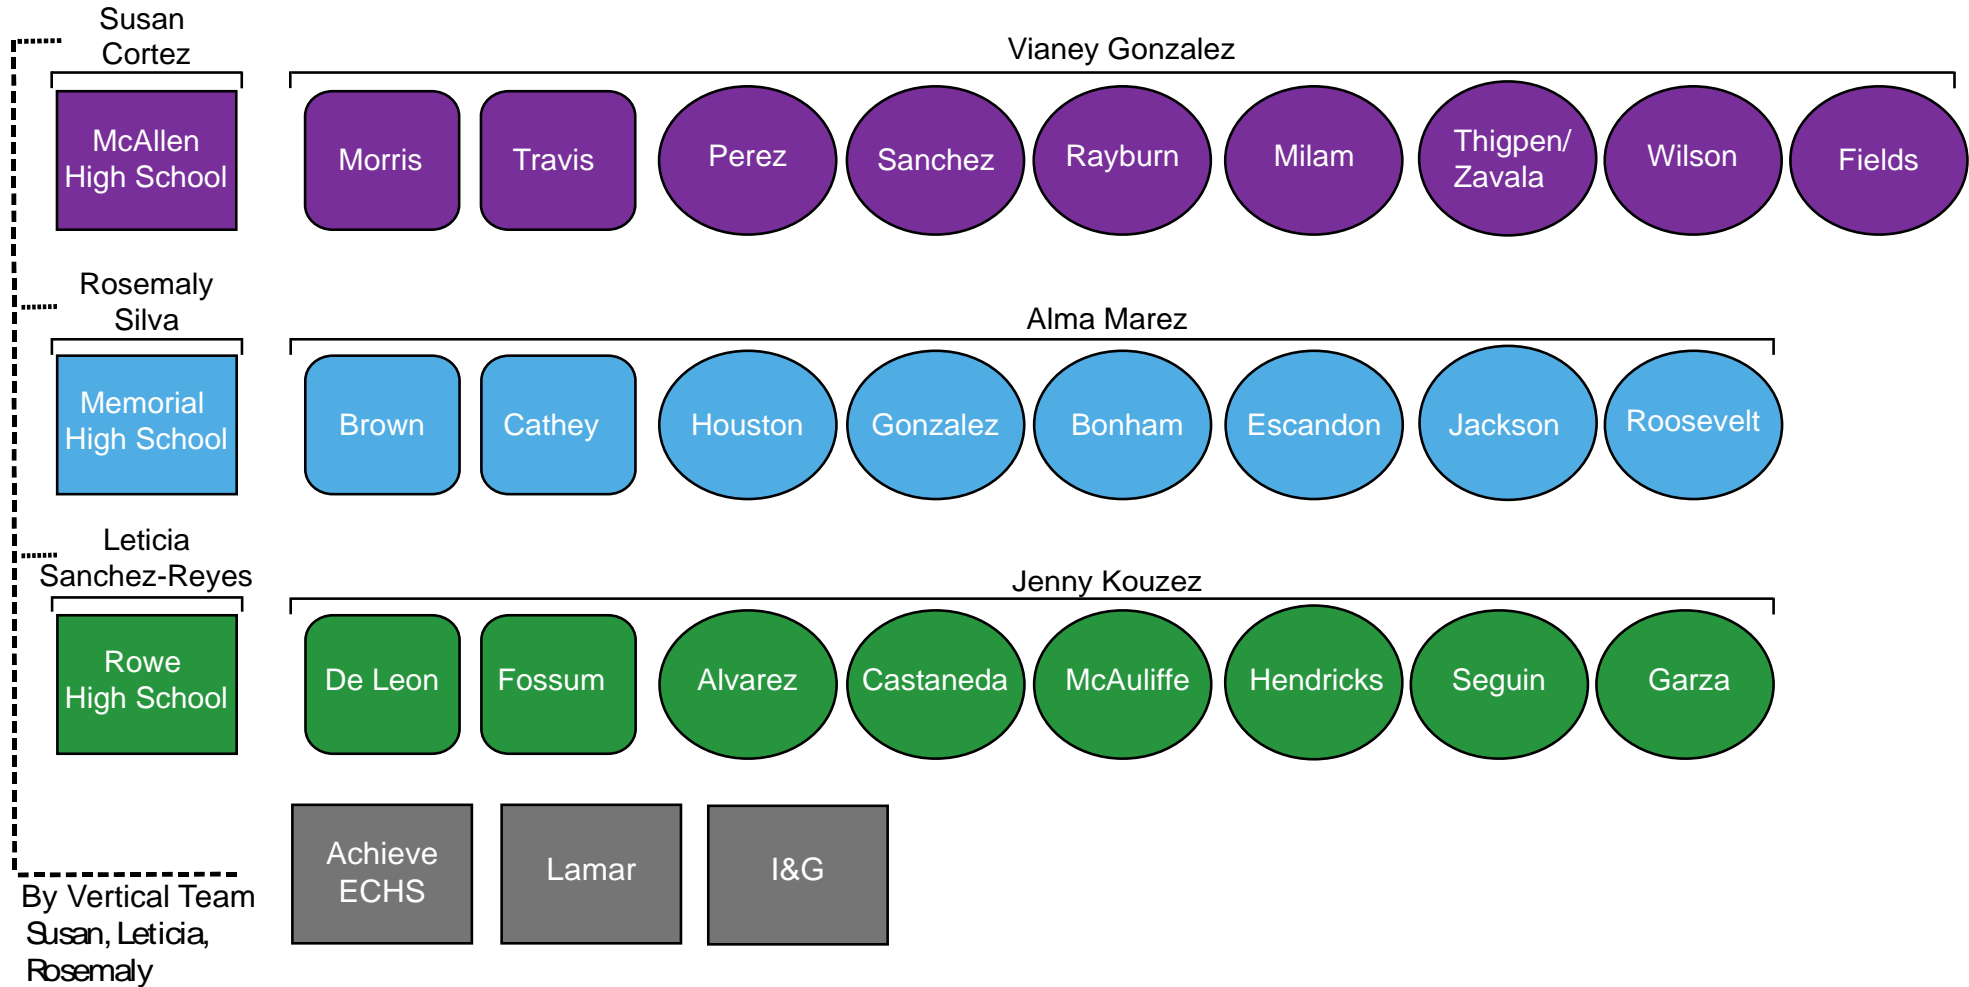 Susan
Cortez
Vianey Gonzalez
McAllen
High School
Morris
Travis
Perez
Sanchez
Rayburn
Milam
Thigpen/
Zavala
Wilson
Fields
Rosemaly
Silva
Alma Marez
Memorial
High School
Brown
Cathey
Houston
Gonzalez
Bonham
Escandon
Jackson
Roosevelt
Leticia
Sanchez-Reyes
Jenny Kouzez
Rowe
High School
De Leon
Fossum
Alvarez
Castaneda
McAuliffe
Hendricks
Seguin
Garza
Achieve
ECHS
Lamar
I&G
By Vertical Team
Susan, Leticia,
Rosemaly